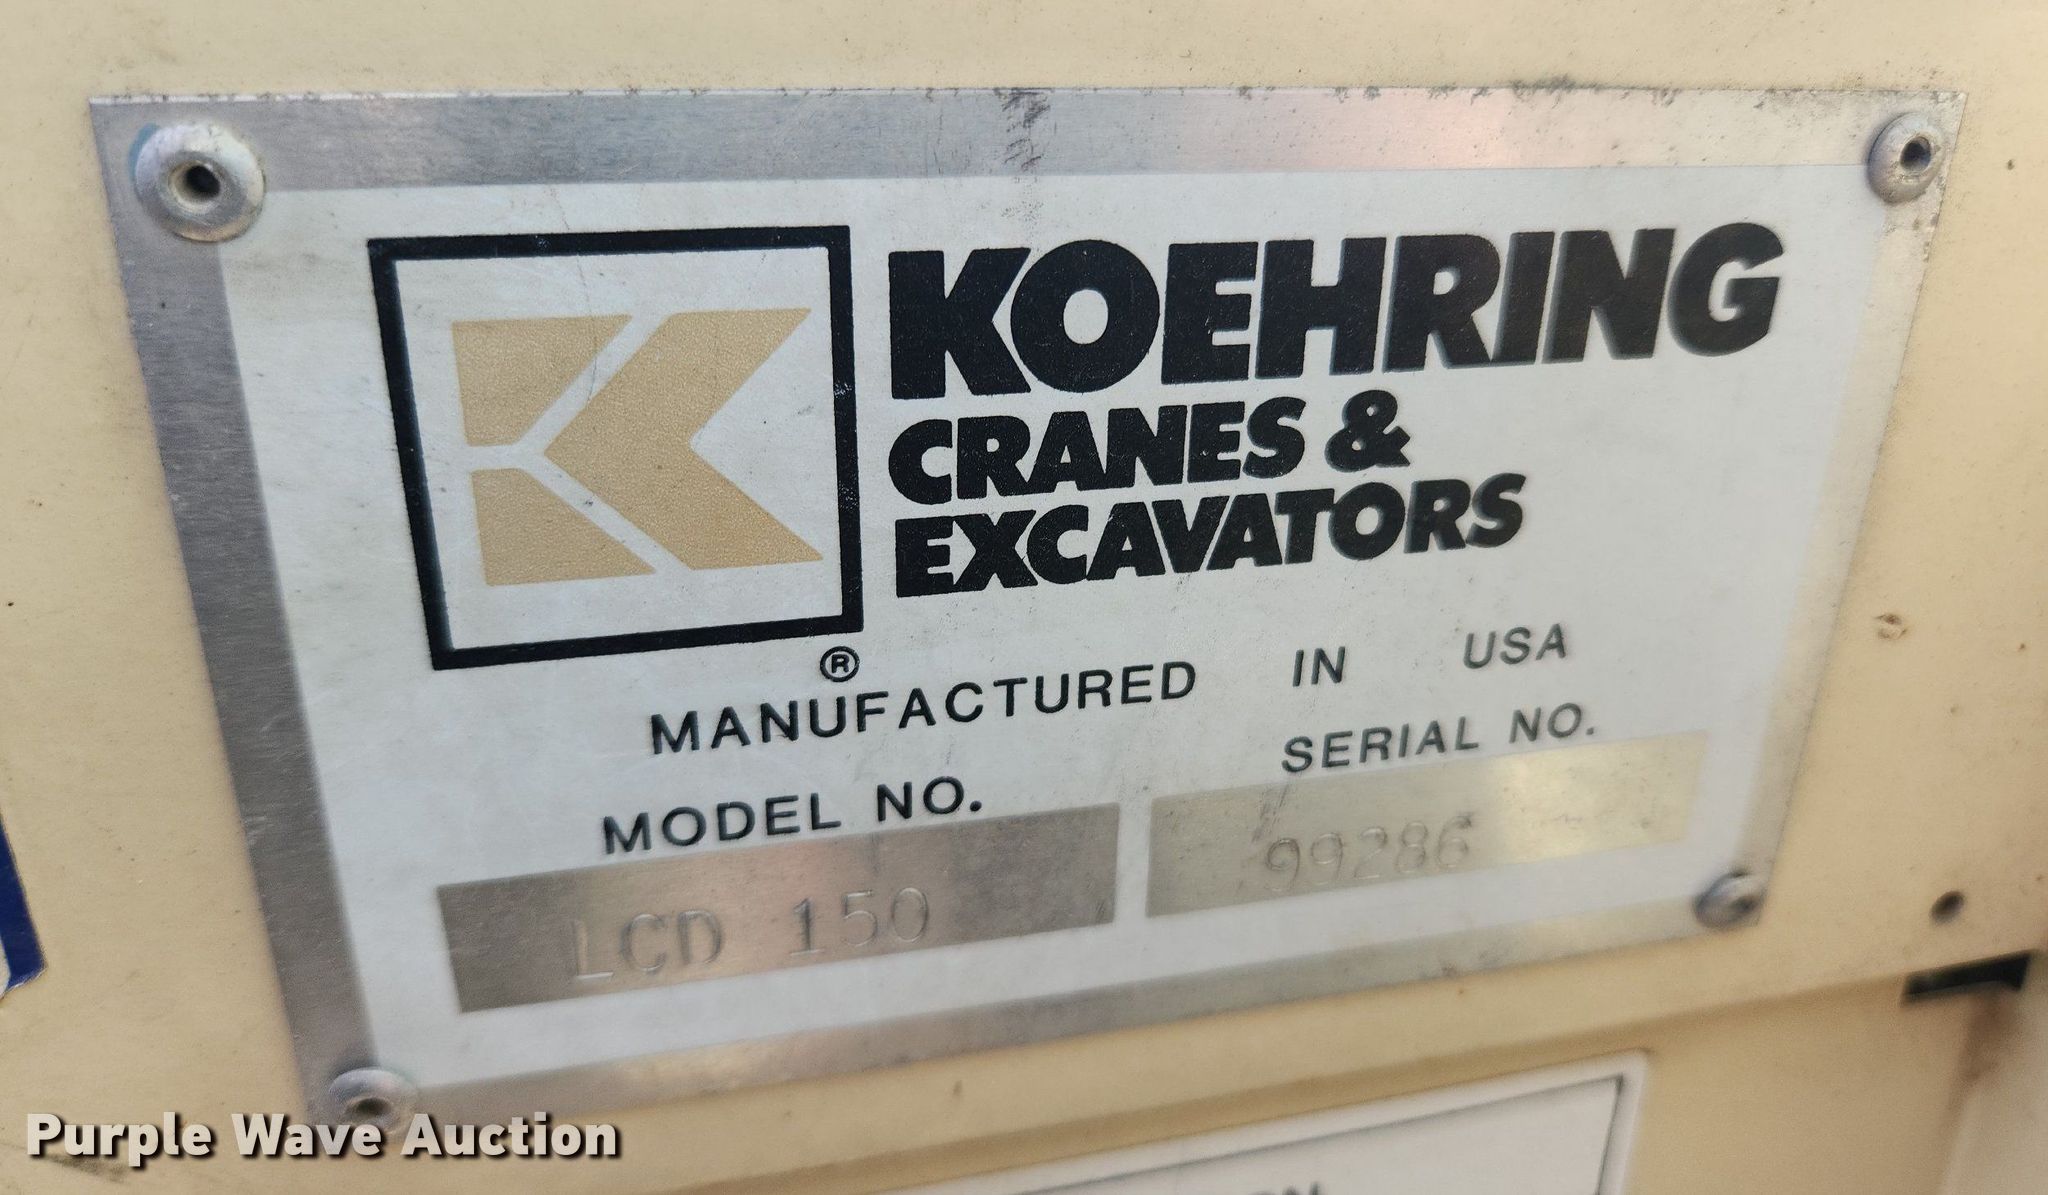 KOEHRING
CRANES &
EXCAVATORS
®
MANUFACTURED IN USA
MODEL NO. SERIAL NO.
LCD 150 99286
Purple Wave Auction